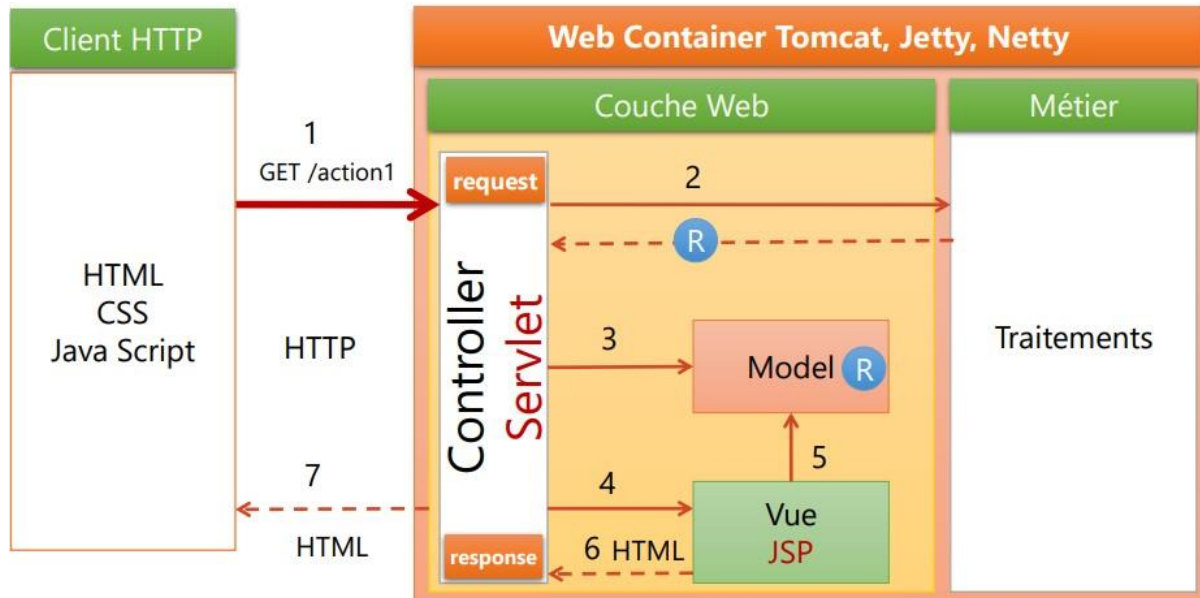 Client HTTP
Web Container Tomcat, Jetty, Netty
Couche Web
Métier
1
GET /action1
request
2
R
HTML
CSS
Java Script
HTTP
Controller
Servlet
3
Model R
Traitements
5
7
HTML
4
Vue
JSP
6 HTML
response